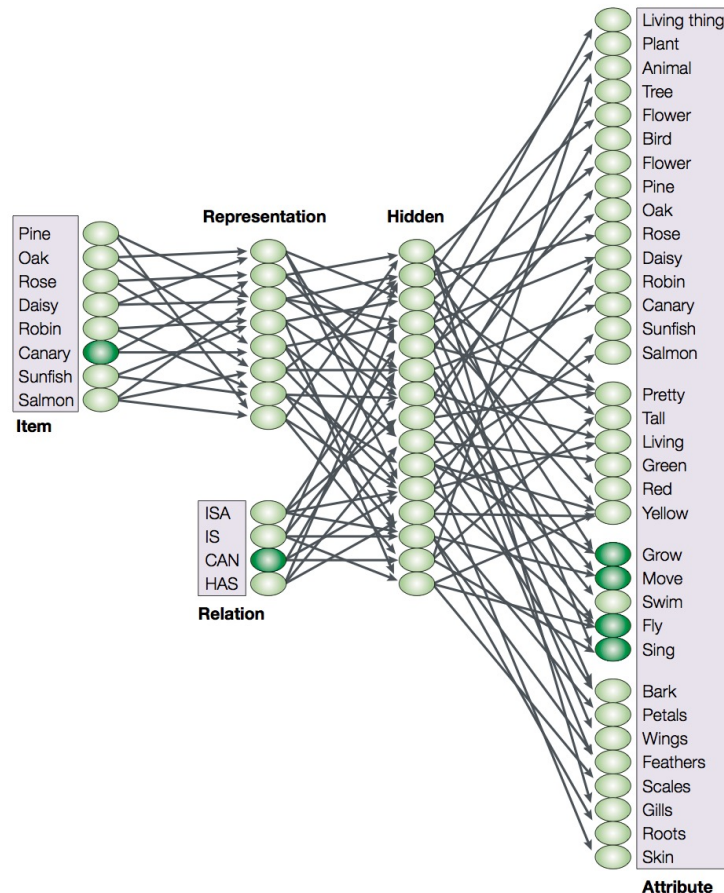 Representation
Hidden
Pine
Oak
Rose
Daisy
Robin
Canary
Sunfish
Salmon
Item
ISA
IS
CAN
HAS
Relation
Living thing
Plant
Animal
Tree
Flower
Bird
Flower
Pine
Oak
Rose
Daisy
Robin
Canary
Sunfish
Salmon
Pretty
Tall
Living
Green
Red
Yellow
Grow
Move
Swim
Fly
Sing
Bark
Petals
Wings
Feathers
Scales
Gills
Roots
Skin
Attribute